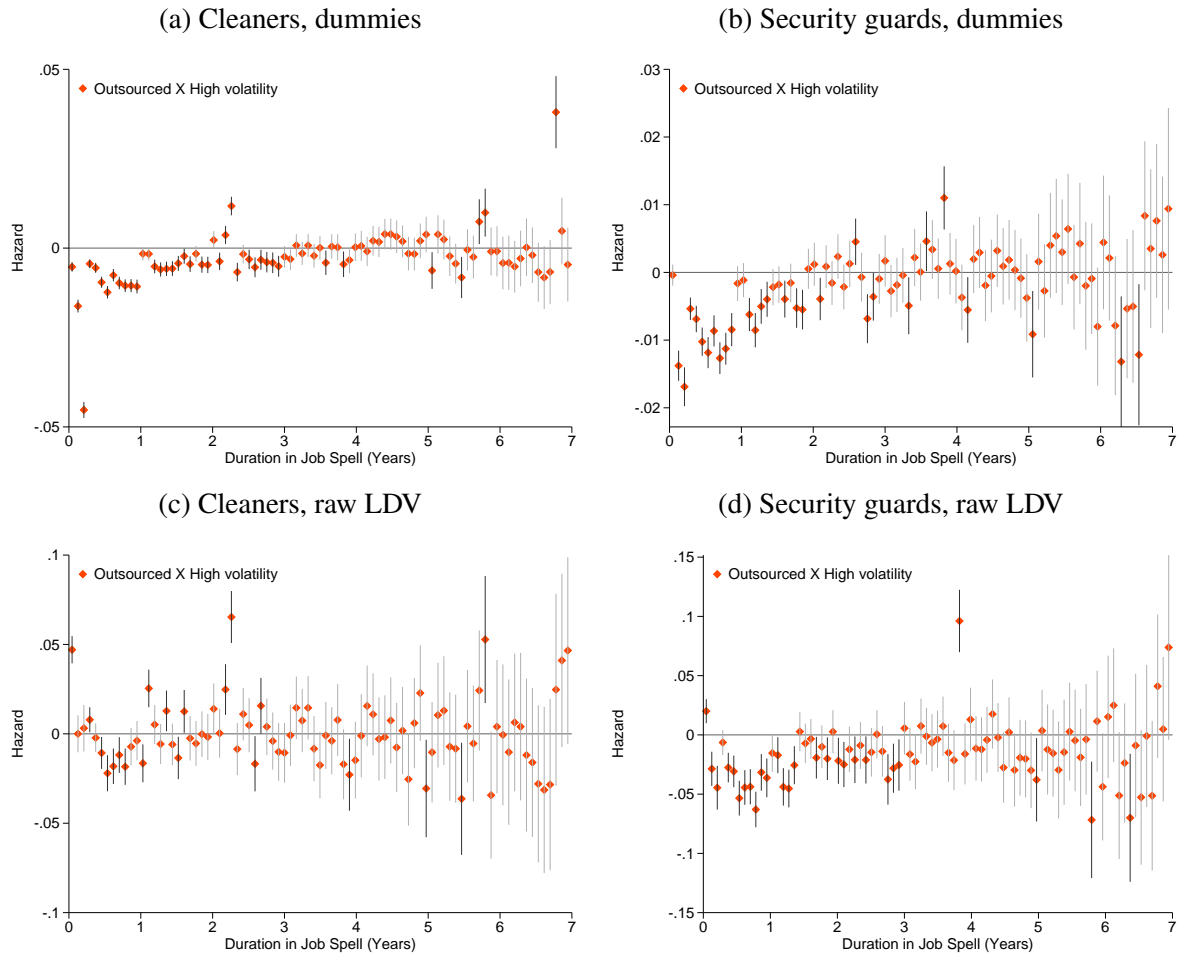 (a) Cleaners, dummies
.05
Outsourced X High volatility
Hazard
0
-.05
0 1 2 3 4 5 6 7
Duration in Job Spell (Years)
(b) Security guards, dummies
.03
Outsourced X High volatility
.02
Hazard
.01
0
-.01
-.02
0 1 2 3 4 5 6 7
Duration in Job Spell (Years)
(c) Cleaners, raw LDV
.1
Outsourced X High volatility
Hazard
.05
0
-.05
-.1
0 1 2 3 4 5 6 7
Duration in Job Spell (Years)
(d) Security guards, raw LDV
.15
Outsourced X High volatility
Hazard
.1
.05
0
-.05
-.1
-.15
0 1 2 3 4 5 6 7
Duration in Job Spell (Years)